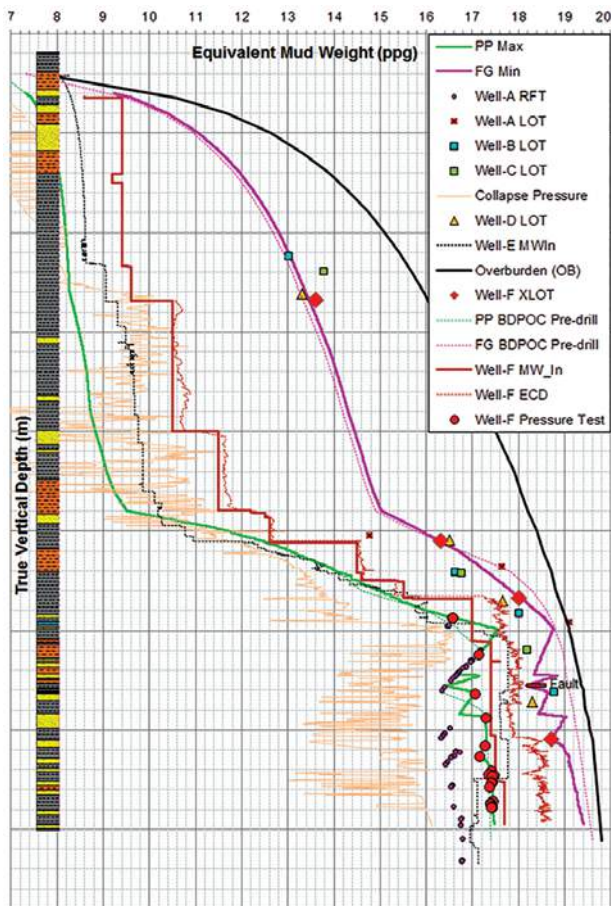 7 8 9 10 11 12 13 14 15 16 17 18 19 20
Equivalent Mud Weight (ppg)
True Vertical Depth (m)
PP Max
FG Min
Well-A RFT
Well-A LOT
Well-B LOT
Well-C LOT
Collapse Pressure
Well-D LOT
Well-E MWIn
Overburden (OB)
Well-F XLOT
PP BDPOC Pre-drill
FG BDPOC Pre-drill
Well-F MW_In
Well-F ECD
Well-F Pressure Test
Fault